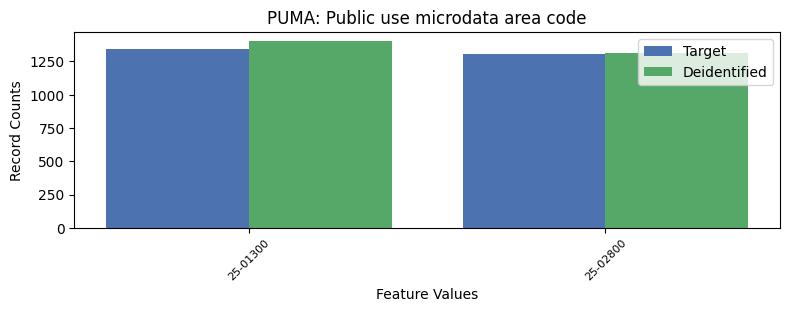 PUMA: Public use microdata area code
Record Counts
1250
1000
750
500
250
0
Target
Deidentified
25-01300
25-02800
Feature Values